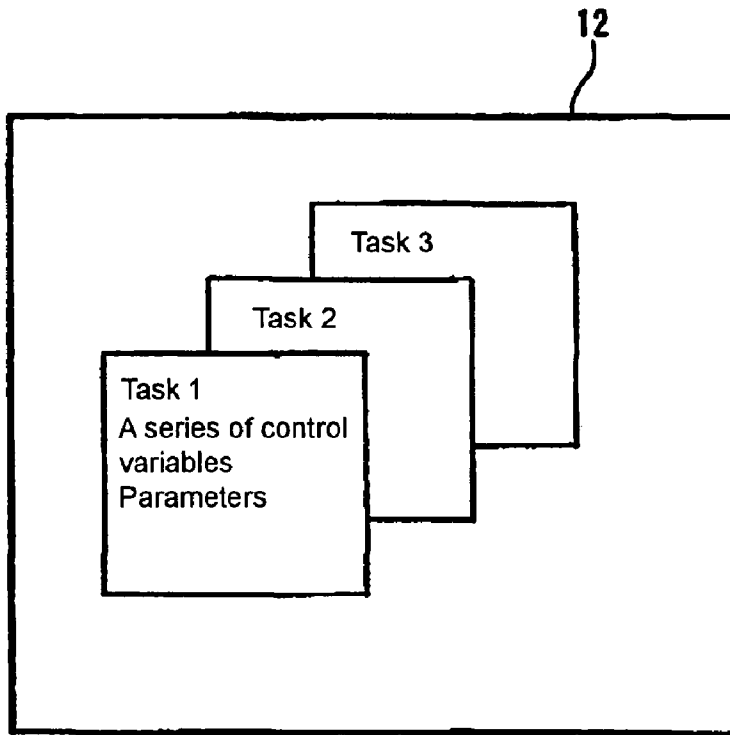 12
Task 3
Task 2
Task 1
A series of control
variables
Parameters